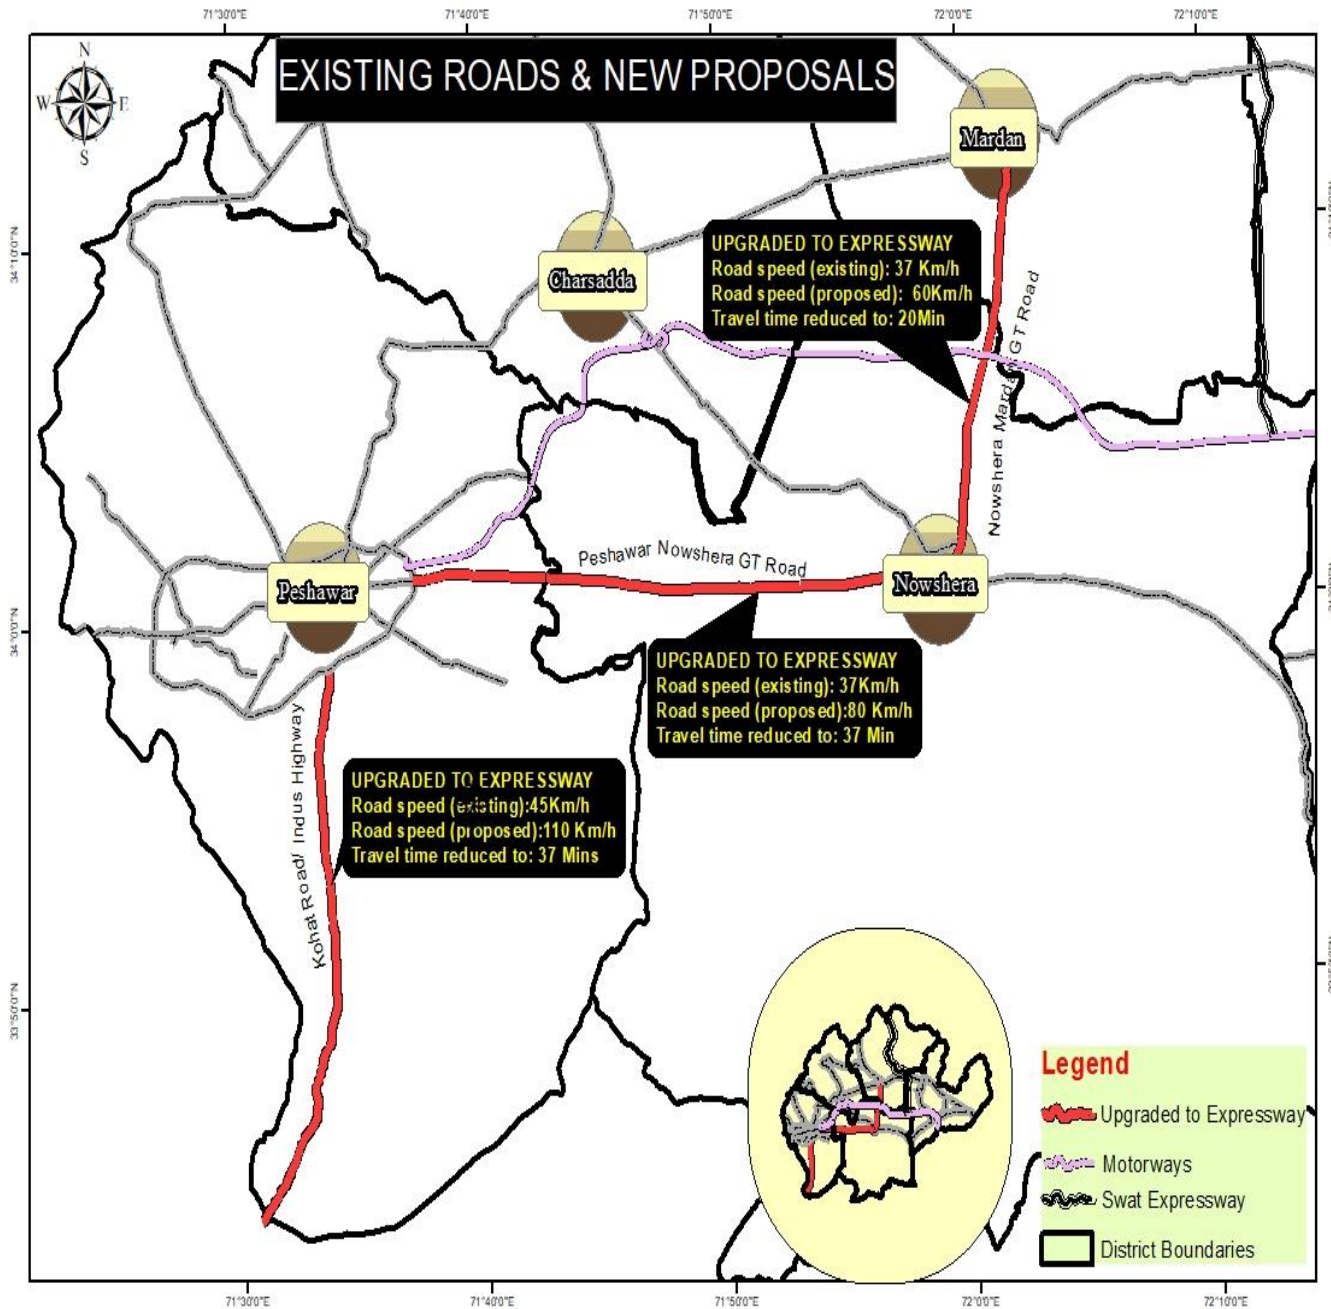 71°30'0"E
71°40'0"E
71°50'0"E
72°0'0"E
72°10'0"E
EXISTING ROADS & NEW PROPOSALS
N
W
E
S
Mardan
34°10'0"N
Charsadda
UPGRADED TO EXPRESSWAY
Road speed (existing): 37 Km/h
Road speed (proposed): 60Km/h
Travel time reduced to: 20Min
Nowshera Mardan GT Road
Peshawar Nowshera GT Road
Peshawar
Nowshera
34°0'0"N
UPGRADED TO EXPRESSWAY
Road speed (existing): 37Km/h
Road speed (proposed):80 Km/h
Travel time reduced to: 37 Min
Kohat Road/ Indus Highway
UPGRADED TO EXPRESSWAY
Road speed (existing):45Km/h
Road speed (proposed):110 Km/h
Travel time reduced to: 37 Mins
33°50'0"N
Legend
Upgraded to Expressway
Motorways
Swat Expressway
District Boundaries
71°30'0"E
71°40'0"E
71°50'0"E
72°0'0"E
72°10'0"E